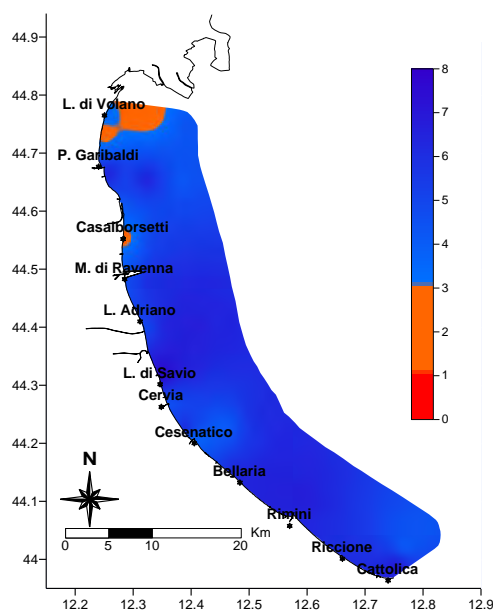 44.9
8
44.8
L. di Volano
7
44.7
P. Garibaldi
6
44.6
Casalborsetti
5
44.5
M. di Ravenna
4
44.4
L. Adriano
3
44.3
L. di Savio
2
Cervia
1
44.2
Cesenatico
0
N
Bellaria
44.1
Rimini
Km
0 5 10 20
Riccione
44
Cattolica
12.2 12.3 12.4 12.5 12.6 12.7 12.8 12.9